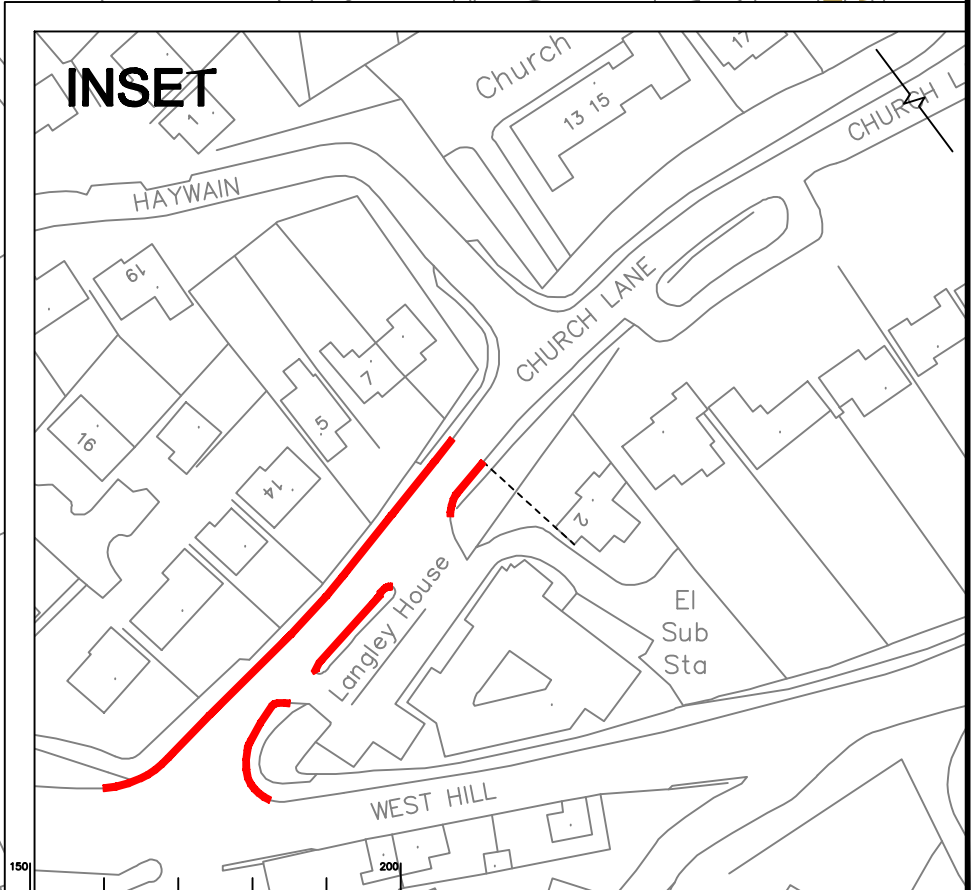 INSET
Church
17
13 15
CHURCH L
1
HAYWAIN
19
CHURCH LANE
7
5
16
14
2
Langley House
El
Sub
Sta
WEST HILL
150
200